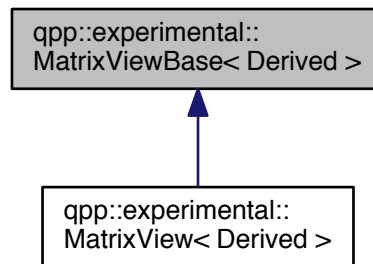 qpp::experimental::
MatrixViewBase< Derived >
qpp::experimental::
MatrixView< Derived >